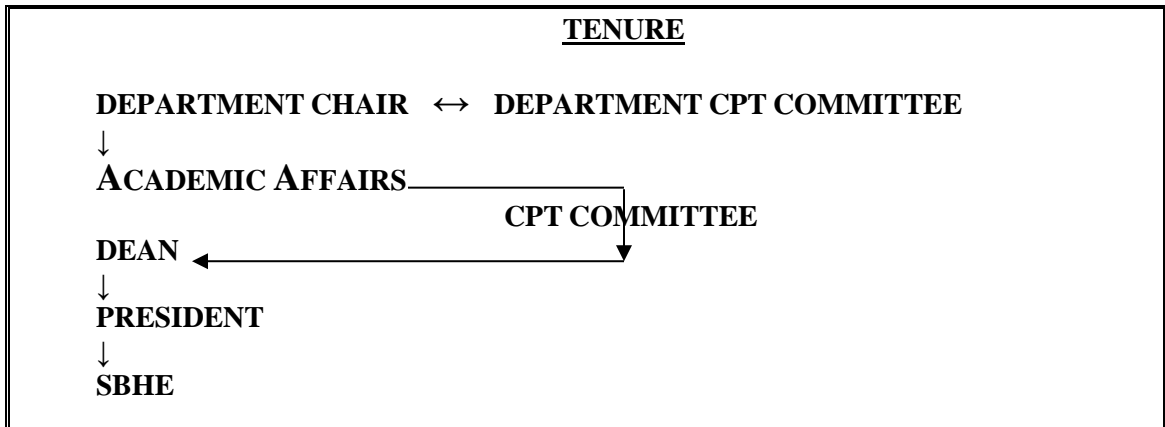 TENURE
DEPARTMENT CHAIR ↔ DEPARTMENT CPT COMMITTEE
↓
ACADEMIC AFFAIRS
CPT COMMITTEE
DEAN
↓
PRESIDENT
↓
SBHE